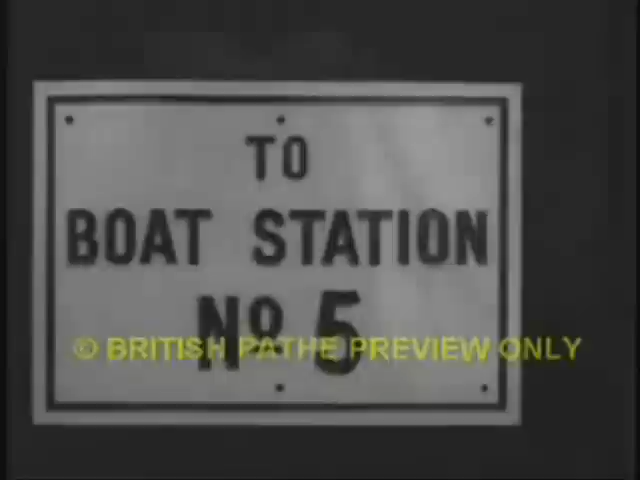 TO
BOAT STATION
Nº 5
© BRITISH PATHE PREVIEW ONLY